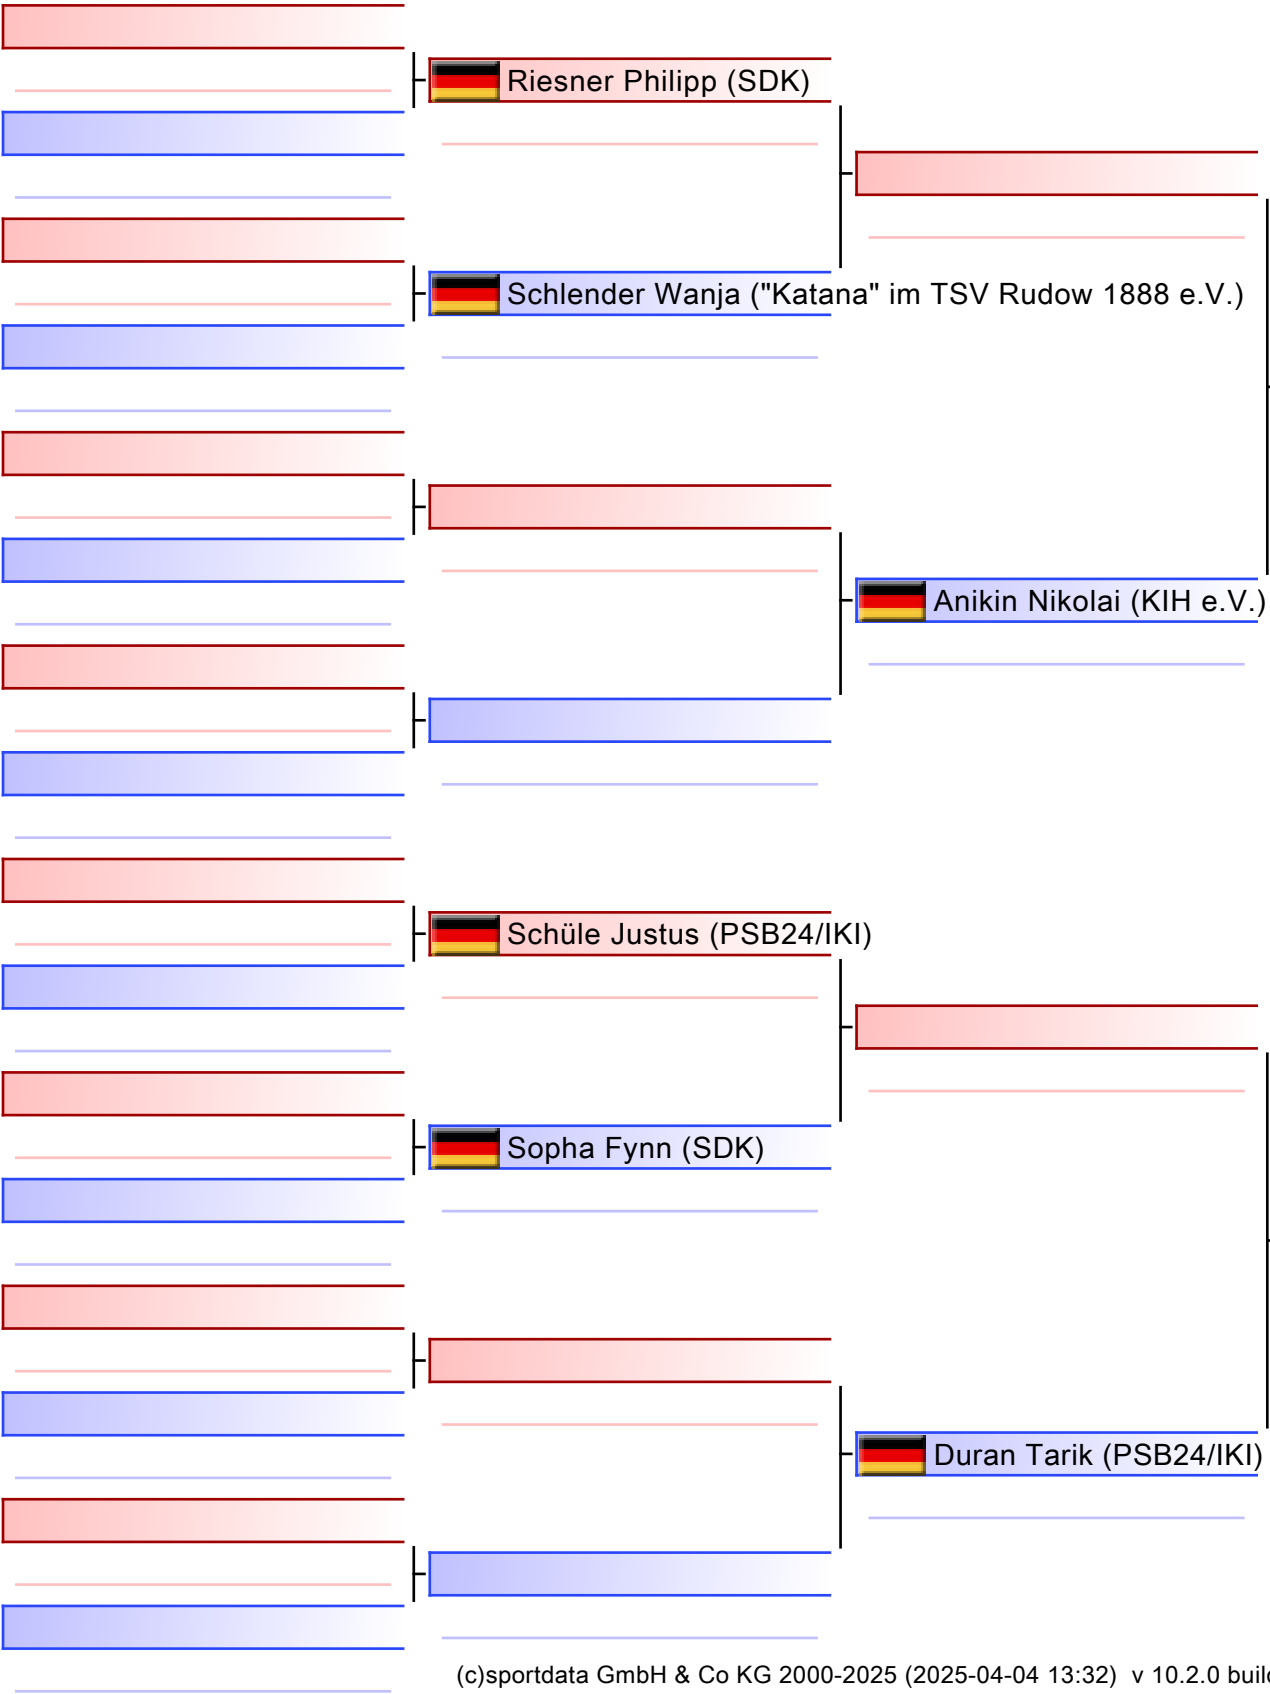 Riesner Philipp (SDK)
Schlender Wanja ("Katana" im TSV Rudow 1888 e.V.)
Anikin Nikolai (KIH e.V.)
Schüle Justus (PSB24/IKI)
Sopha Fynn (SDK)
Duran Tarik (PSB24/IKI)
(c)sportdata GmbH & Co KG 2000-2025 (2025-04-04 13:32) v 10.2.0 build